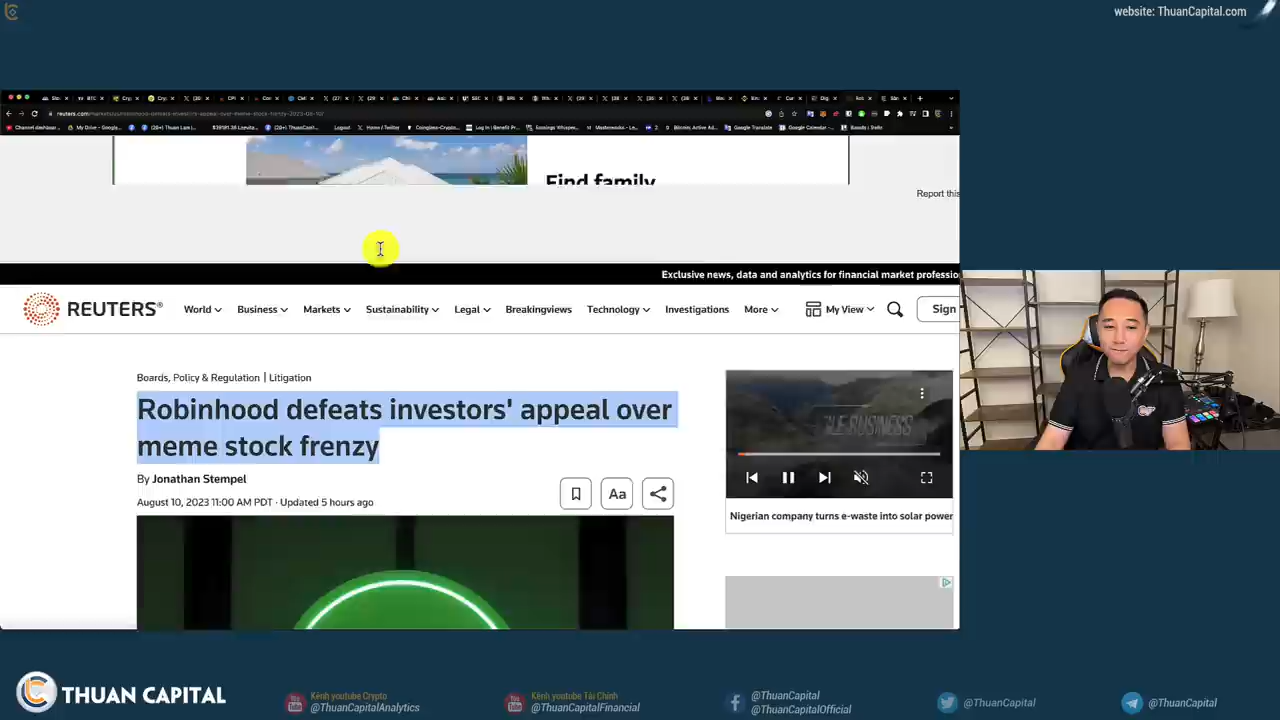 website: ThuanCapital.com
Find family
Report this
Exclusive news, data and analytics for financial market professio
REUTERS®
World
Business
Markets
Sustainability
Legal
Breakingviews
Technology
Investigations
More
My View
Sign
Boards, Policy & Regulation | Litigation
Robinhood defeats investors' appeal over
meme stock frenzy
By Jonathan Stempel
August 10, 2023 11:00 AM PDT · Updated 5 hours ago
Aa
Nigerian company turns e-waste into solar power
THUAN CAPITAL
Kênh youtube Crypto
@ThuanCapitalAnalytics
Kênh youtube Tài Chính
@ThuanCapitalFinancial
@ThuanCapital
@ThuanCapitalOfficial
@ThuanCapital
@ThuanCapital